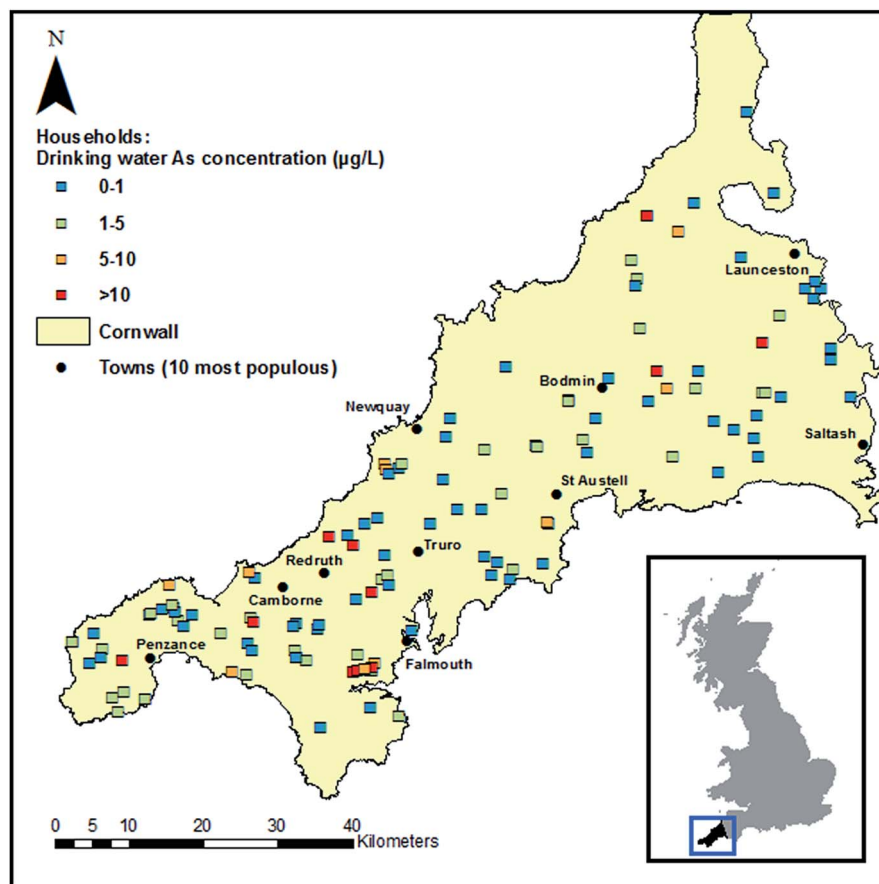 N
Households:
Drinking water As concentration (µg/L)
0-1
1-5
5-10
>10
Cornwall
Towns (10 most populous)
Launceston
Bodmin
Newquay
Saltash
St Austell
Truro
Redruth
Camborne
Penzance
Falmouth
0 5 10 20 30 40 Kilometers